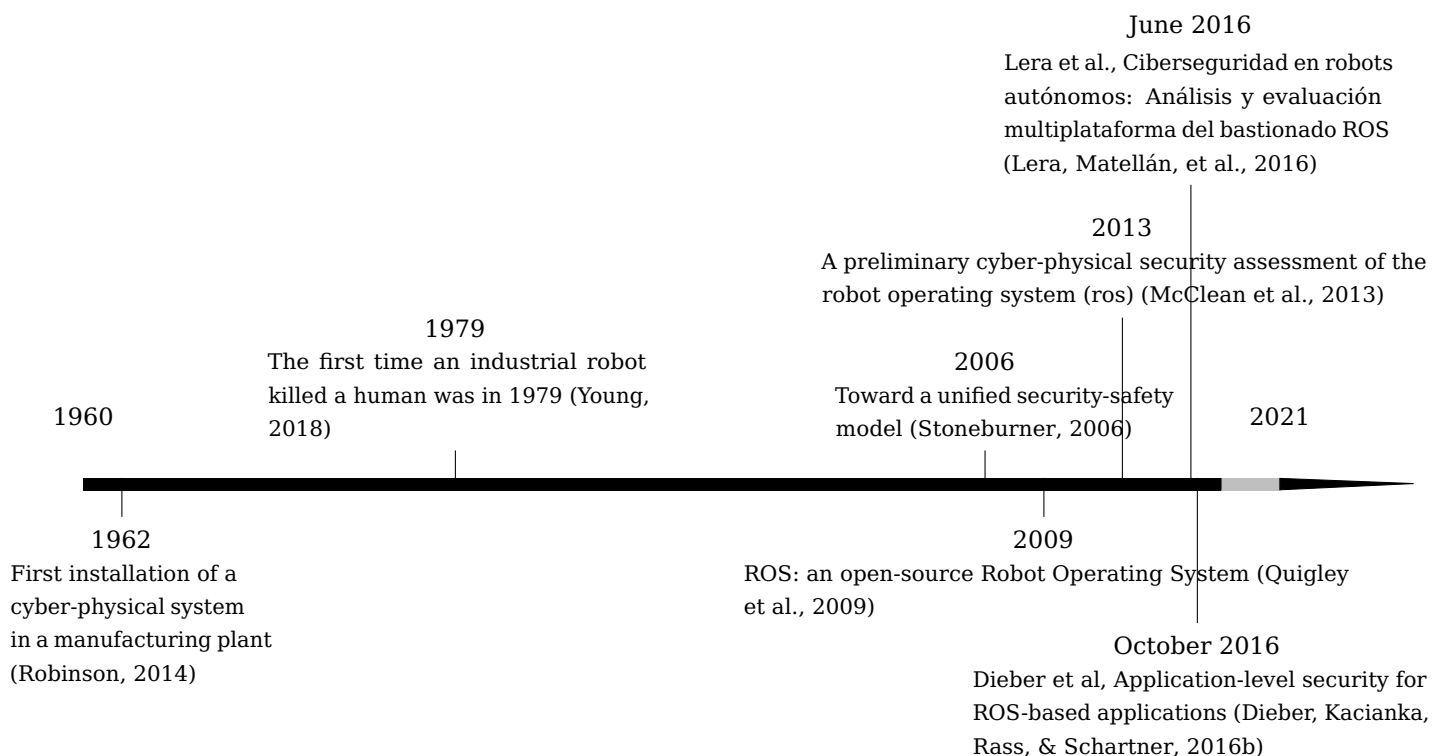 June 2016
Lera et al., Ciberseguridad en robots
autónomos: Análisis y evaluación
multiplataforma del bastionado ROS
(Lera, Matellán, et al., 2016)
2013
A preliminary cyber-physical security assessment of the
robot operating system (ros) (McClean et al., 2013)
1979
The first time an industrial robot
killed a human was in 1979 (Young,
2018)
2006
Toward a unified security-safety
model (Stoneburner, 2006)
1960
2021
1962
First installation of a
cyber-physical system
in a manufacturing plant
(Robinson, 2014)
2009
ROS: an open-source Robot Operating System (Quigley
et al., 2009)
October 2016
Dieber et al, Application-level security for
ROS-based applications (Dieber, Kacianka,
Rass, & Schartner, 2016b)